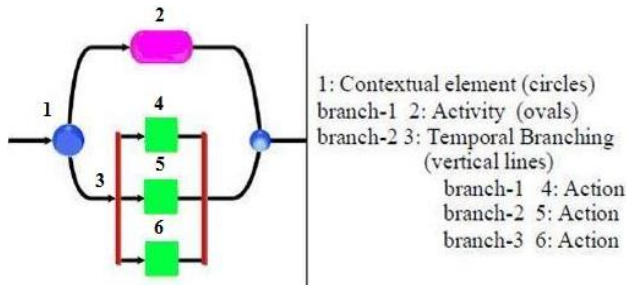 2
1
4
3
5
6
1: Contextual element (circles)
branch-1 2: Activity (ovals)
branch-2 3: Temporal Branching
(vertical lines)
branch-1 4: Action
branch-2 5: Action
branch-3 6: Action